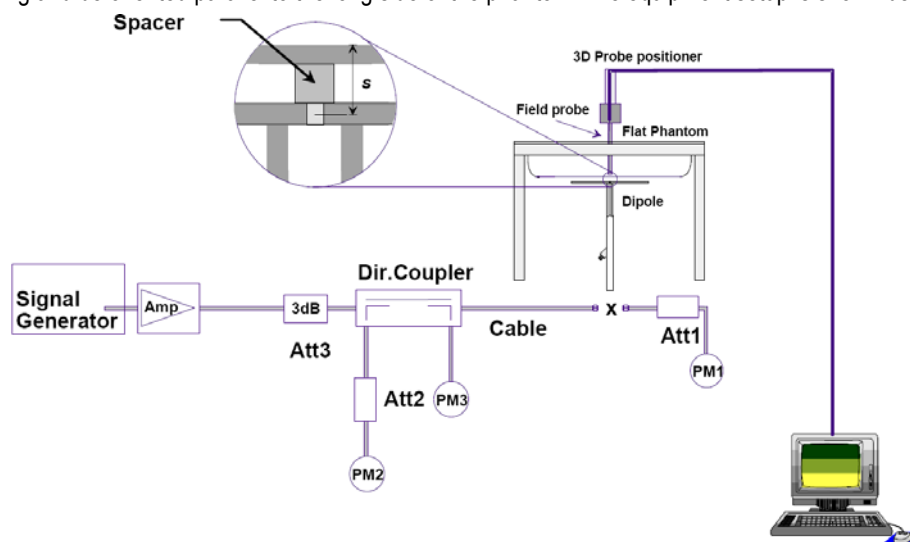 Spacer
s
3D Probe positioner
Field probe
Flat Phantom
Dipole
Signal
Generator
Amp
3dB
Att3
Dir.Coupler
Cable
X
Att1
PM1
Att2
PM3
PM2